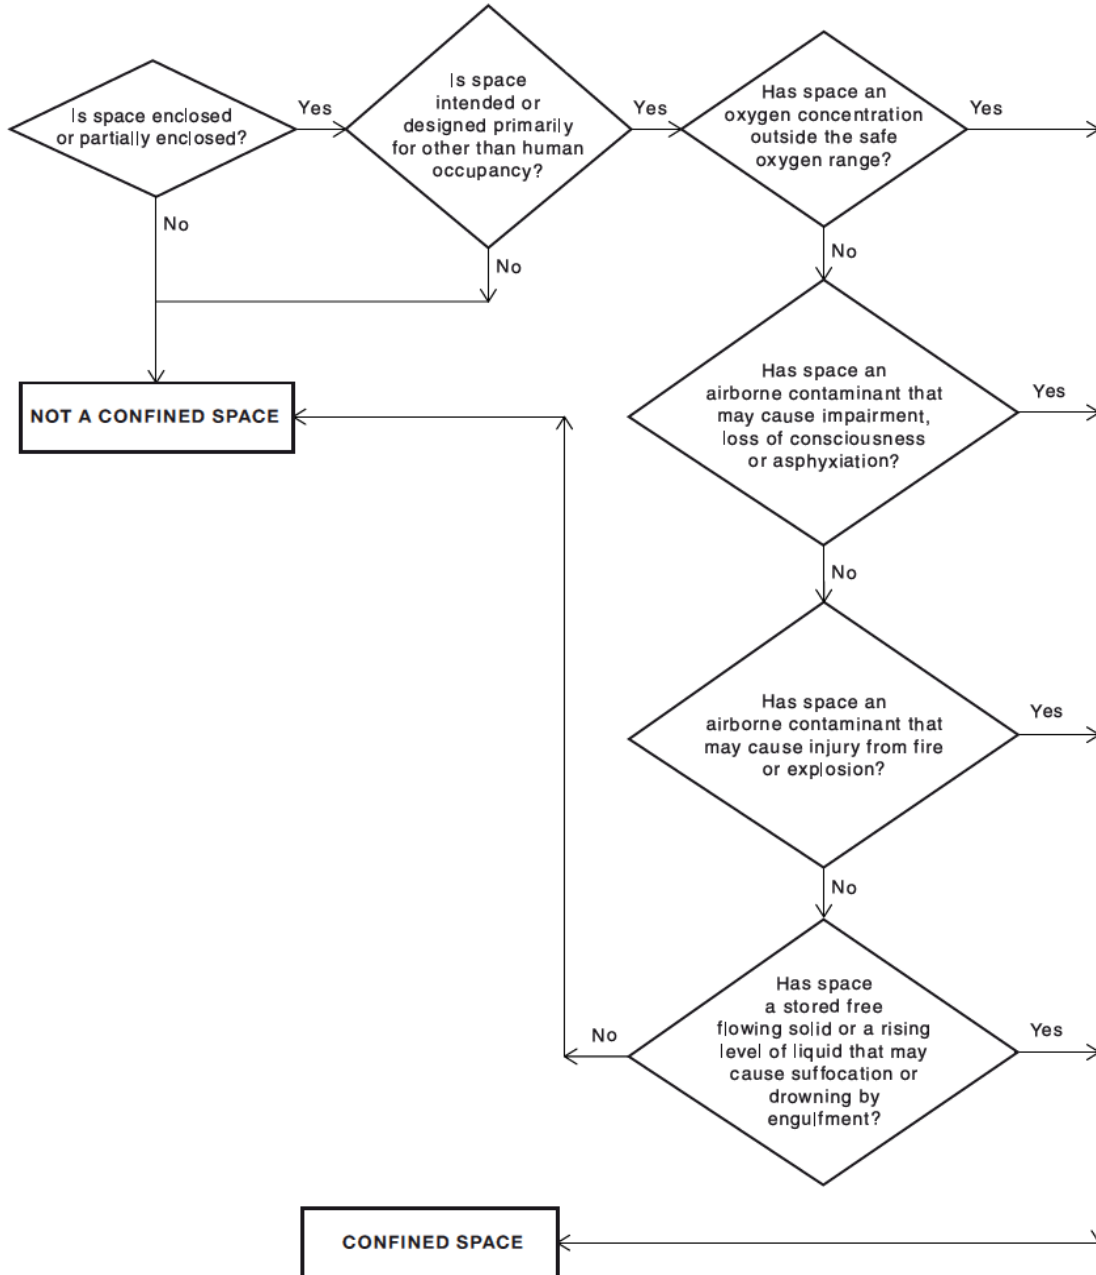 Is space enclosed
or partially enclosed?
Yes
No
Is space
intended or
designed primarily
for other than human
occupancy?
Yes
No
Has space an
oxygen concentration
outside the safe
oxygen range?
Yes
No
NOT A CONFINED SPACE
Has space an
airborne contaminant that
may cause impairment,
loss of consciousness
or asphyxiation?
Yes
No
Has space an
airborne contaminant that
may cause injury from fire
or explosion?
Yes
No
Has space
a stored free
flowing solid or a rising
level of liquid that may
cause suffocation or
drowning by
engulfment?
No
Yes
CONFINED SPACE